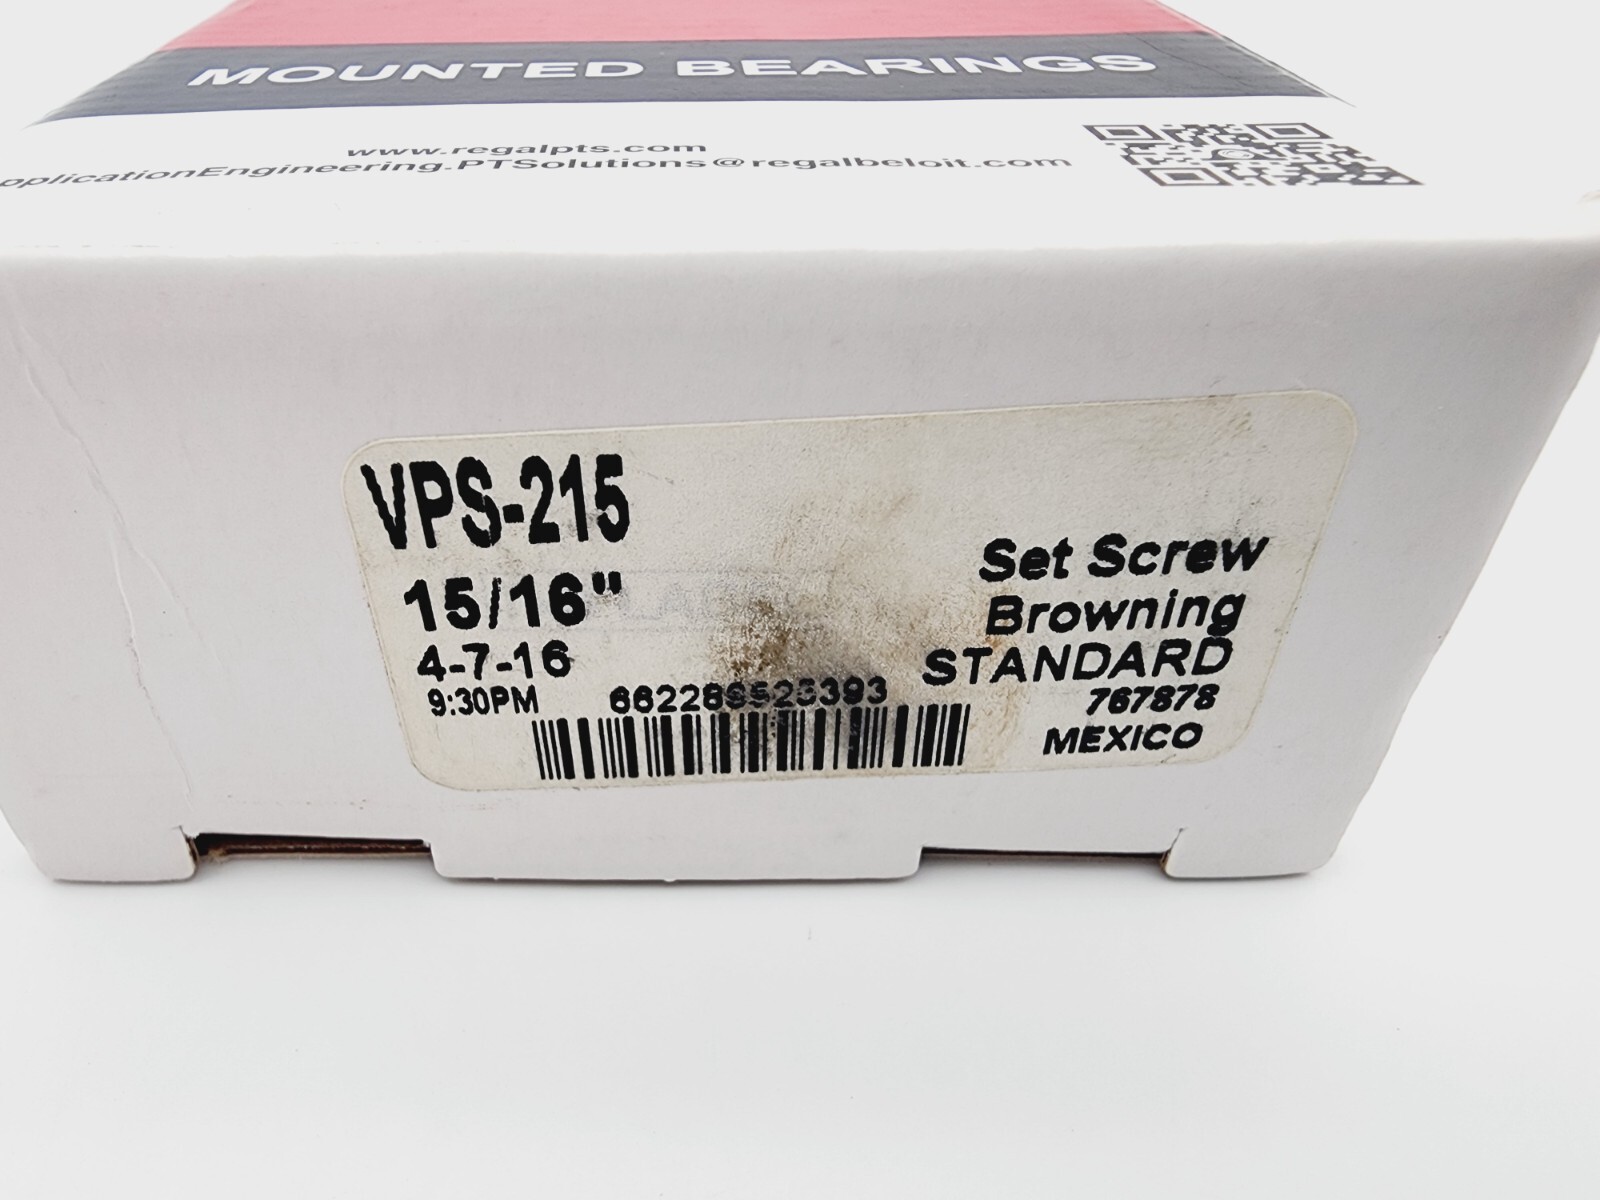 MOUNTED BEARINGS
www.regalpts.com
pplicationEngineering.PTSolutions@regalbeloit.com
VPS-215
15/16"
4-7-16
9:30PM
Set Screw
Browning
STANDARD
767878
MEXICO